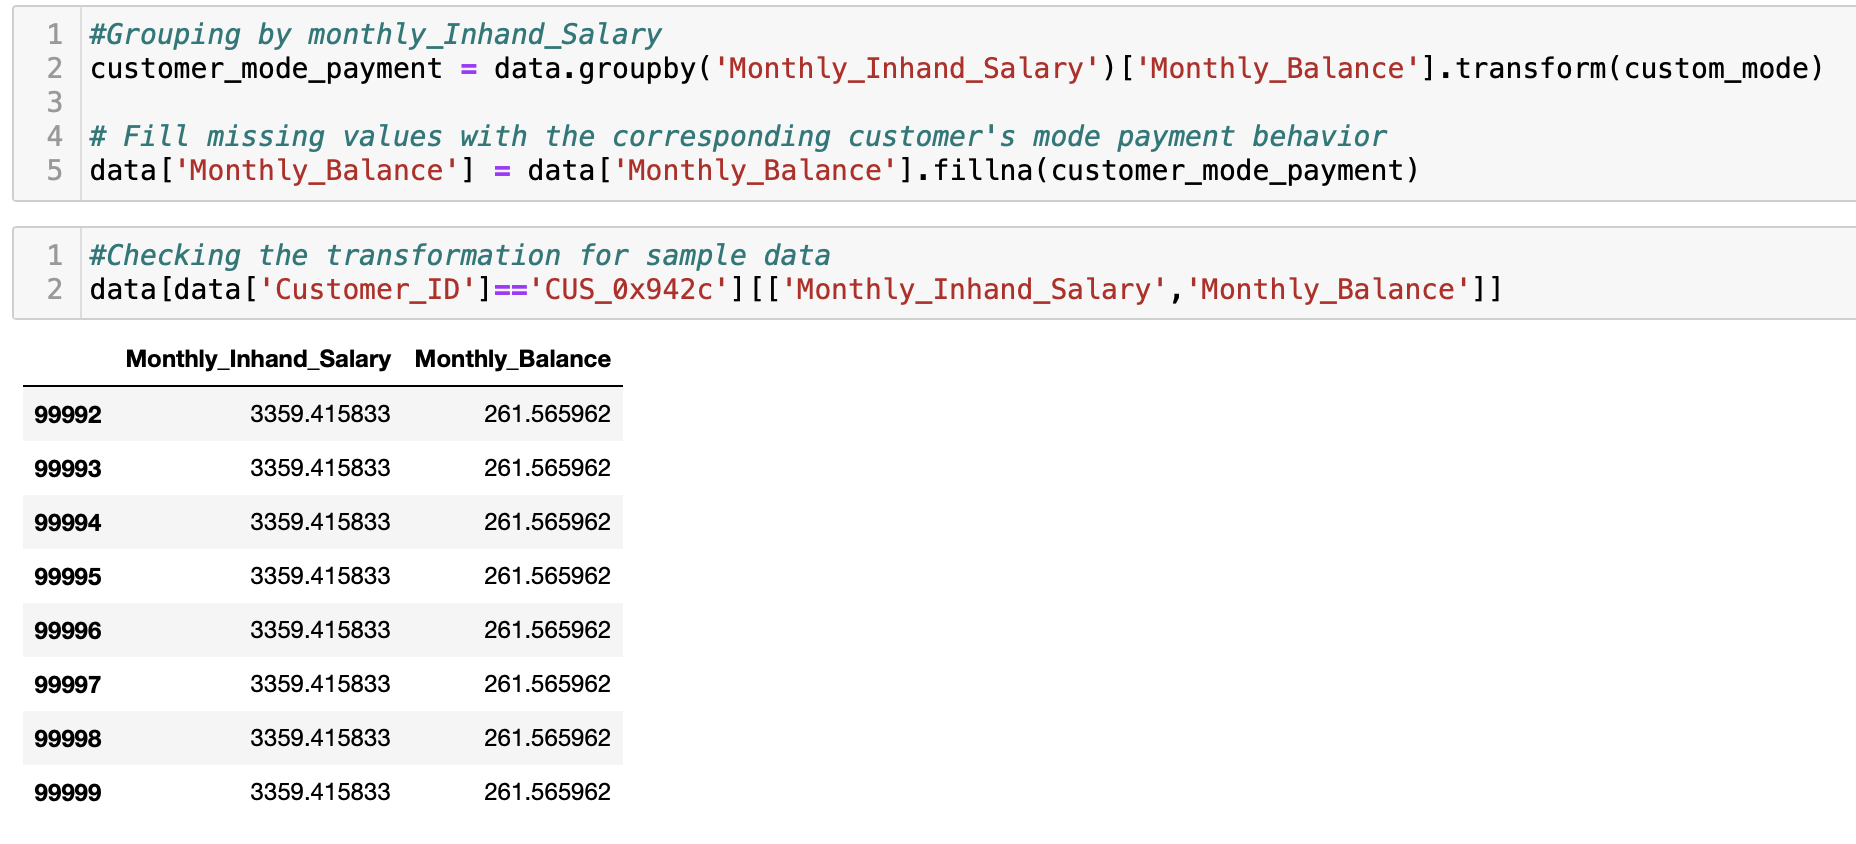 1 #Grouping by monthly_Inhand_Salary
2 customer_mode_payment = data.groupby('Monthly_Inhand_Salary')['Monthly_Balance'].transform(custom_mode)
3
4 # Fill missing values with the corresponding customer's mode payment behavior
5 data['Monthly_Balance'] = data['Monthly_Balance'].fillna(customer_mode_payment)
1 #Checking the transformation for sample data
2 data[data['Customer_ID']=='CUS_0x942c'][['Monthly_Inhand_Salary','Monthly_Balance']]
Monthly_Inhand_Salary Monthly_Balance
99992 3359.415833 261.565962
99993 3359.415833 261.565962
99994 3359.415833 261.565962
99995 3359.415833 261.565962
99996 3359.415833 261.565962
99997 3359.415833 261.565962
99998 3359.415833 261.565962
99999 3359.415833 261.565962